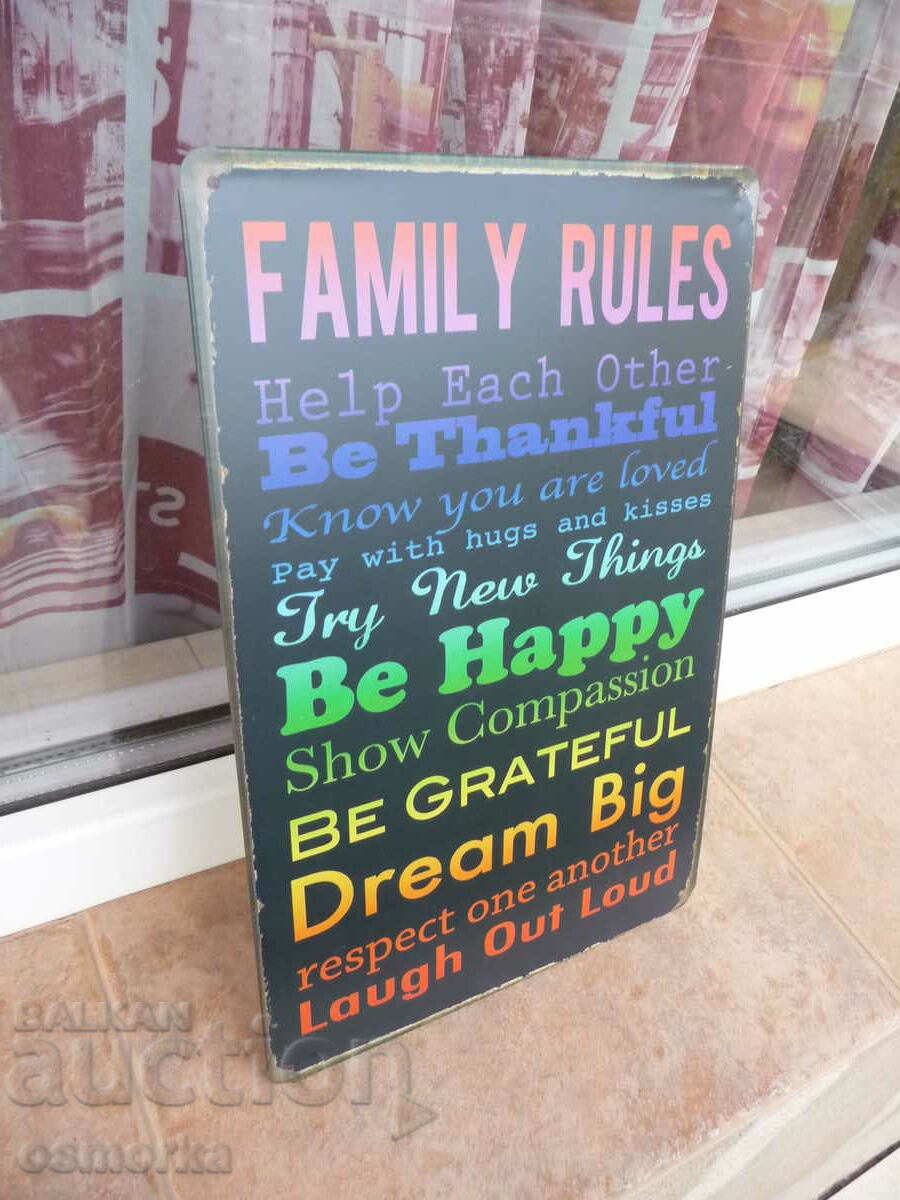 FAMILY RULES
Help Each Other
Be Thankful
Know you are loved
Pay with hugs and kisses
Try New Things
Be Happy
Show Compassion
BE GRATEFUL
Dream Big
respect one another
Laugh Out Loud
BALKAN
auction
osmorka